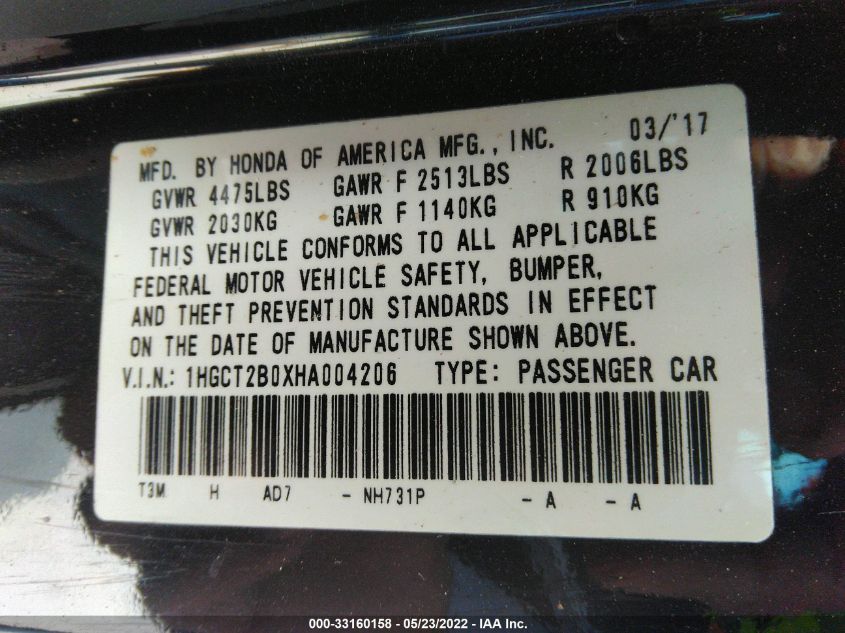 MFD. BY HONDA OF AMERICA MFG., INC. 03/'17
GVWR 4475LBS GAWR F 2513LBS R 2006LBS
GVWR 2030KG GAWR F 1140KG R 910KG
THIS VEHICLE CONFORMS TO ALL APPLICABLE
FEDERAL MOTOR VEHICLE SAFETY, BUMPER,
AND THEFT PREVENTION STANDARDS IN EFFECT
ON THE DATE OF MANUFACTURE SHOWN ABOVE.
V.I.N.: 1HGCT2B0XHA004206 TYPE: PASSENGER CAR
T3M H AD7 - NH731P - A - A
000-33160158 - 05/23/2022 - IAA Inc.